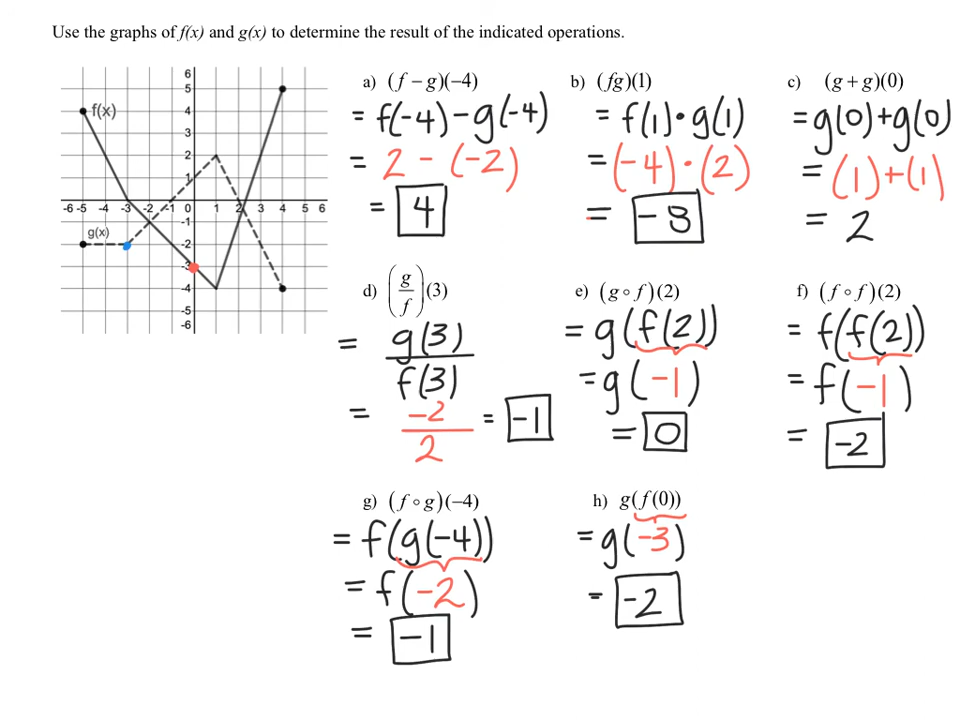 Use the graphs of f(x) and g(x) to determine the result of the indicated operations.
6
5
4
3
2
1
-6 -5 -4 -3 -2 -1 0 1 2 3 4 5 6
-1
-2
-3
-4
-5
-6
f(x)
g(x)
a) (f − g)(−4)
= f(-4) - g(-4)
= 2 - (-2)
= 4
b) (fg)(1)
= f(1) • g(1)
= (-4) • (2)
= -8
c) (g + g)(0)
= g(0) + g(0)
= (1) + (1)
= 2
d) (g/f)(3)
= g(3)/f(3)
= -2/2 = -1
e) (g ∘ f)(2)
= g(f(2))
= g(-1)
= 0
f) (f ∘ f)(2)
= f(f(2))
= f(-1)
= -2
g) (f ∘ g)(−4)
= f(g(-4))
= f(-2)
= -1
h) g(f(0))
= g(-3)
= -2